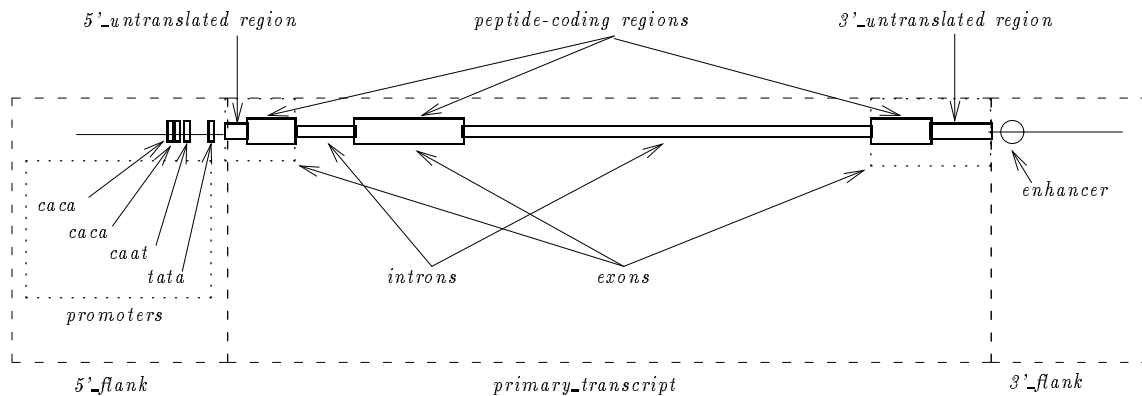 5'_untranslated region
peptide-coding regions
3'_untranslated region
caca
caca
caat
tata
enhancer
introns
exons
promoters
5'_flank
primary_transcript
3'_flank